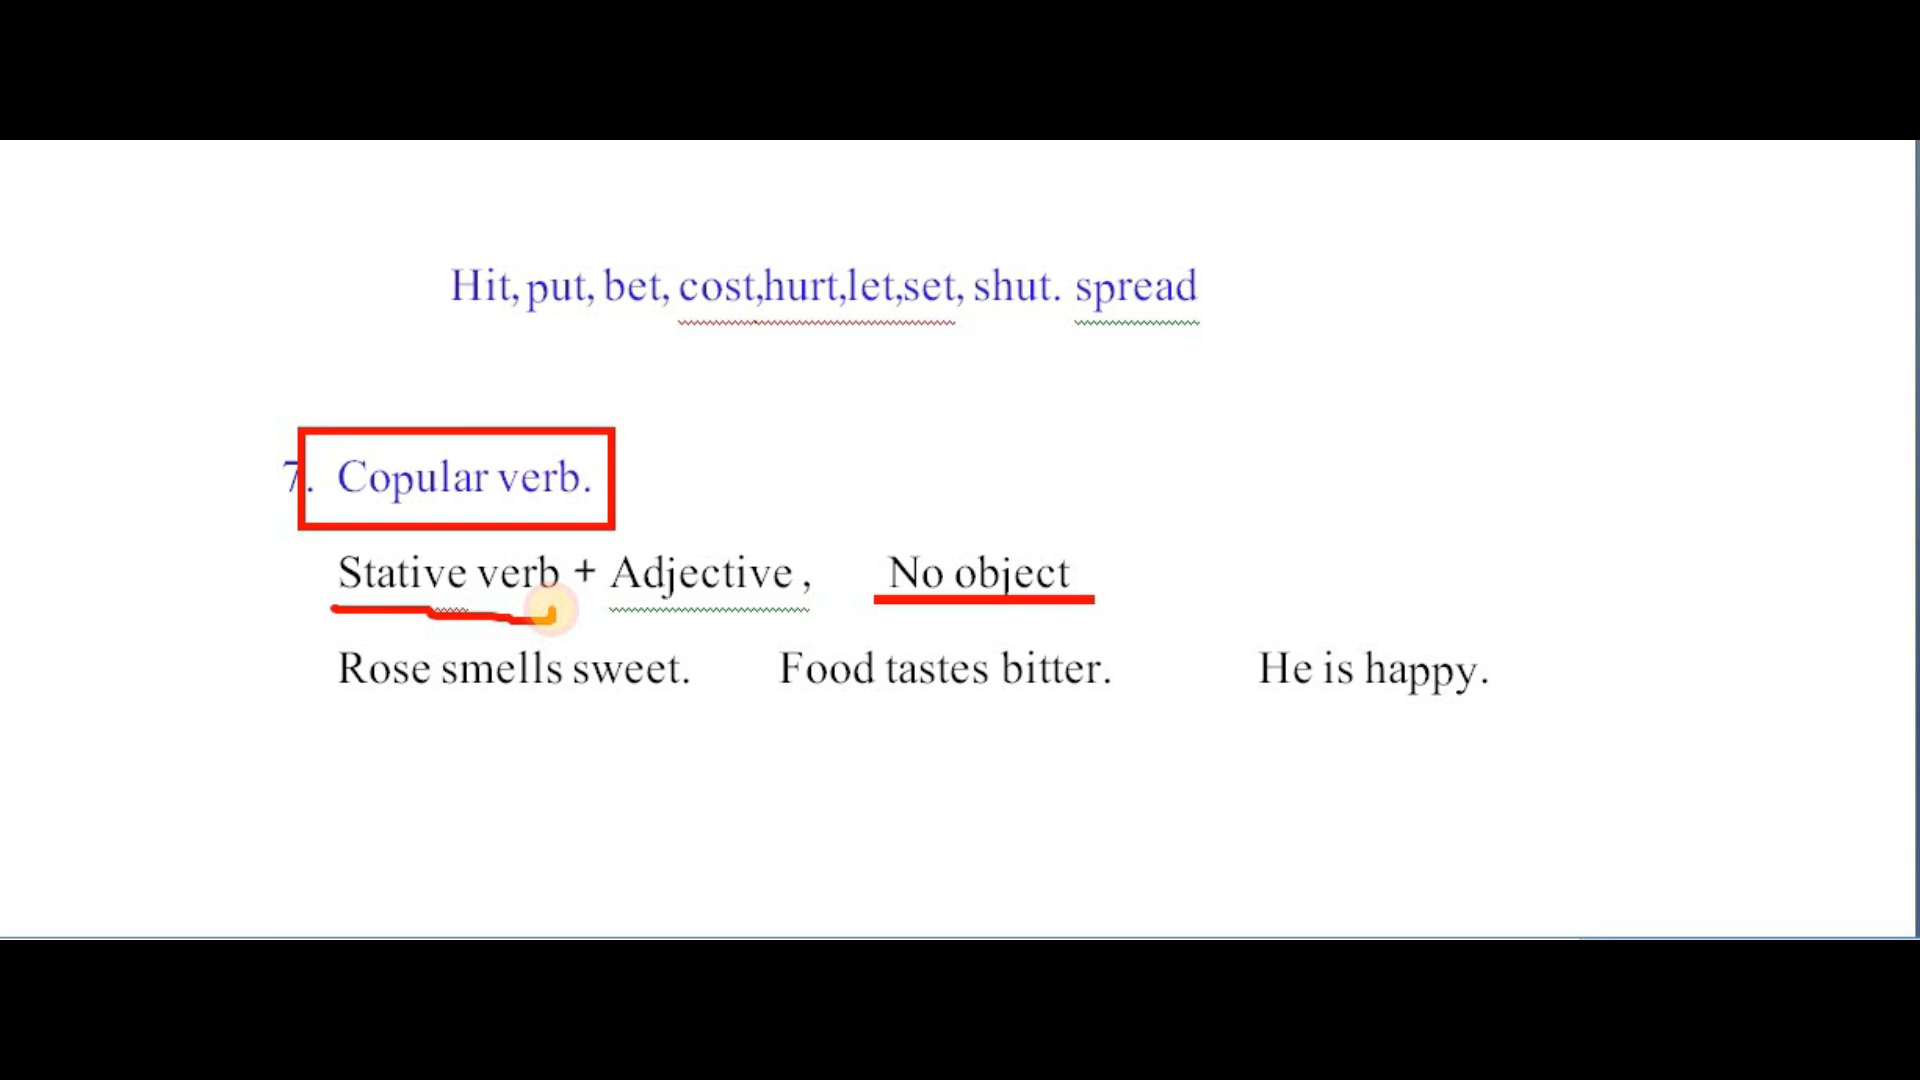 Hit, put, bet, cost,hurt,let,set, shut. spread
7. Copular verb.
Stative verb + Adjective , No object
Rose smells sweet. Food tastes bitter. He is happy.